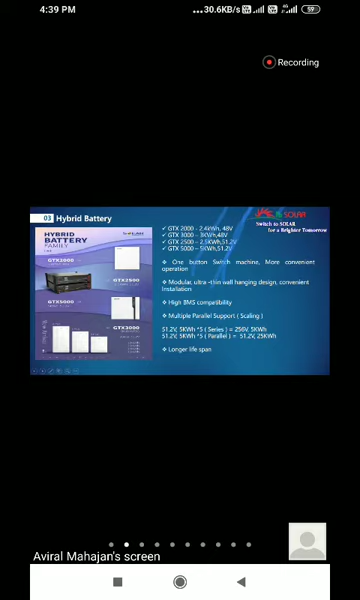 4:39 PM
...30.6KB/s
59
Recording
03 Hybrid Battery
SOLAR
Switch to SOLAR
for a Brighter Tomorrow
HYBRID
BATTERY
FAMILY
GTX2000
GTX2500
GTX5000
GTX3000
✓ GTX 2000 - 2.4kWh, 48V
✓ GTX 3000 – 3KWh,48V
✓ GTX 2500 – 2.5KWh,51.2V
✓ GTX 5000 – 5KWh,51.2V
❖ One button Switch machine, More convenient
operation
❖ Modular, ultra -thin wall hanging design, convenient
Installation
❖ High BMS compatibility
❖ Multiple Parallel Support ( Scaling )
51.2V, 5KWh *5 ( Series ) = 256V, 5KWh
51.2V, 5KWh *5 ( Parallel ) = 51.2V, 25KWh
❖ Longer life span
Aviral Mahajan's screen